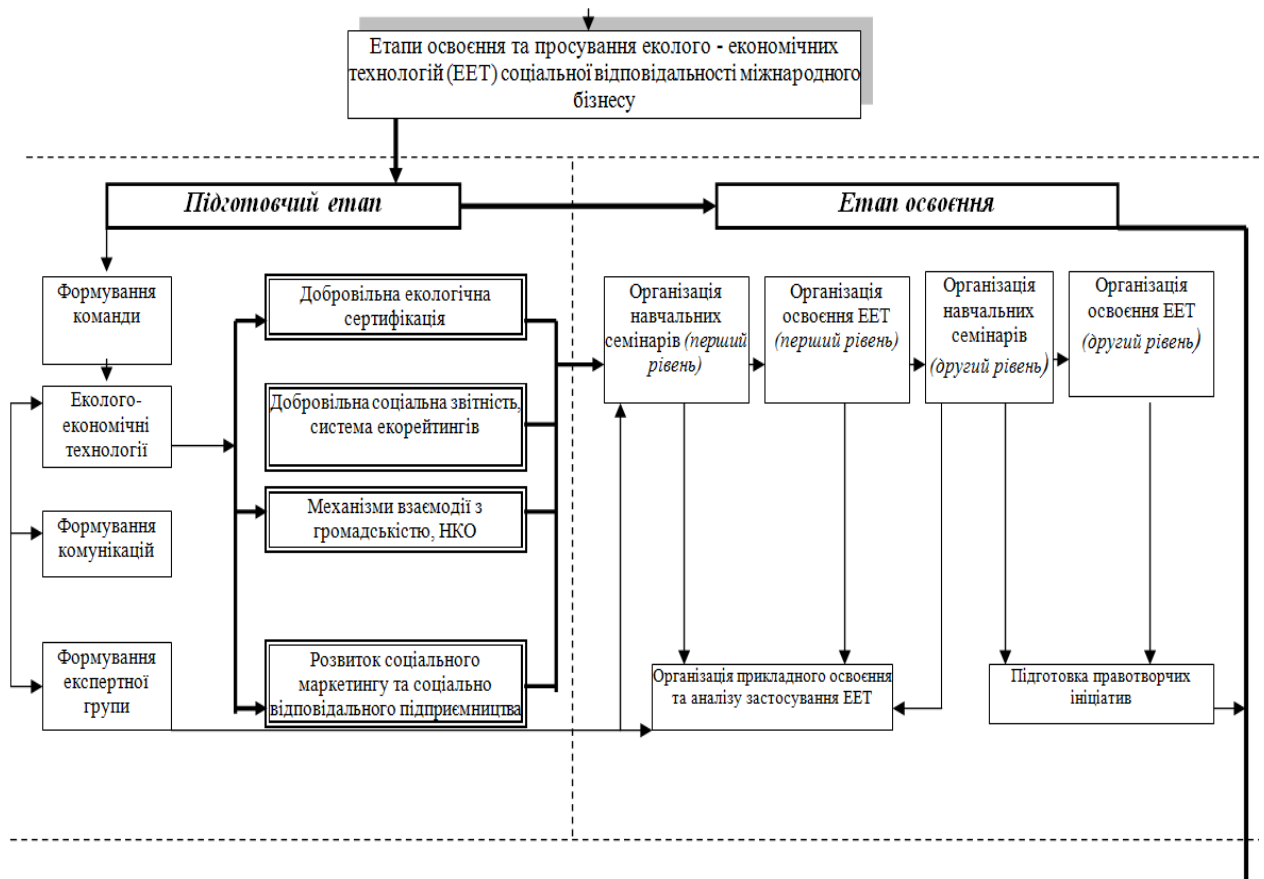 Етапи освоєння та просування еколого - економічних
технологій (ЕЕТ) соціальної відповідальності міжнародного
бізнесу
Підготовчий етап
Етап освоєння
Формування
команди
Еколого-
економічні
технології
Формування
комунікацій
Формування
експертної
групи
Добровільна екологічна
сертифікація
Добровільна соціальна звітність,
система екорейтингів
Механізми взаємодії з
громадськістю, НКО
Розвиток соціального
маркетингу та соціально
відповідального підприємництва
Організація
навчальних
семінарів (перший
рівень)
Організація
освоєння ЕЕТ
(перший рівень)
Організація
навчальних
семінарів
(другий рівень)
Організація
освоєння ЕЕТ
(другий рівень)
Організація прикладного освоєння
та аналізу застосування ЕЕТ
Підготовка правотворчих
ініціатив